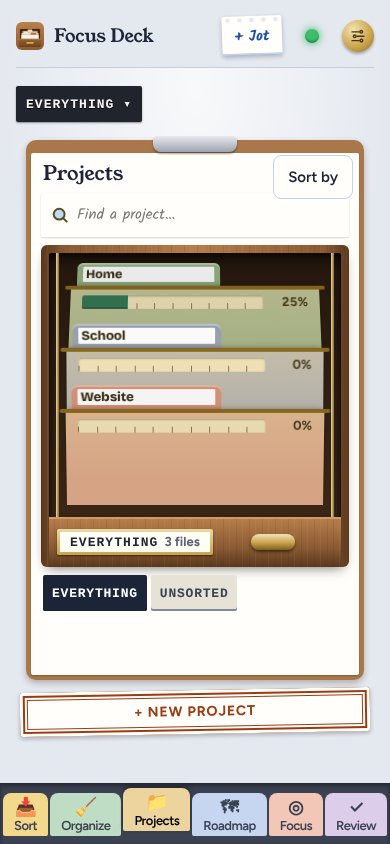 Focus Deck
+ Jot
EVERYTHING ▾
Projects
Sort by
Find a project...
Home
25%
School
0%
Website
0%
EVERYTHING 3 files
EVERYTHING UNSORTED
+ NEW PROJECT
Sort Organize Projects Roadmap Focus Review